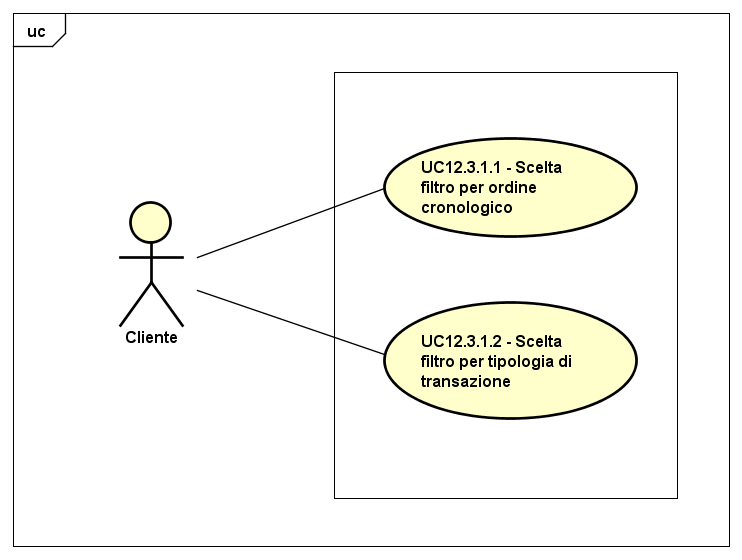 uc
UC12.3.1.1 - Scelta
filtro per ordine
cronologico
Cliente
UC12.3.1.2 - Scelta
filtro per tipologia di
transazione